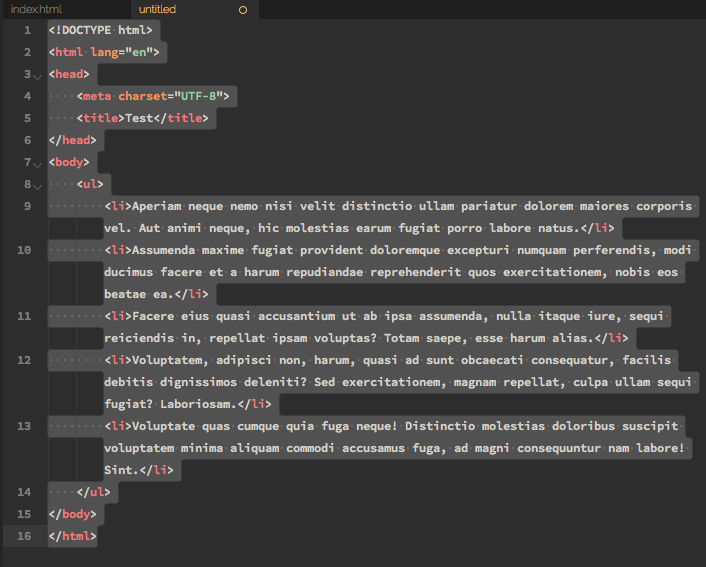 index.html
untitled
1 <!DOCTYPE html>
2 <html lang="en">
3 <head>
4 <meta charset="UTF-8">
5 <title>Test</title>
6 </head>
7 <body>
8 <ul>
9 <li>Aperiam neque nemo nisi velit distinctio ullam pariatur dolorem maiores corporis
vel. Aut animi neque, hic molestias earum fugiat porro labore natus.</li>
10 <li>Assumenda maxime fugiat provident doloremque excepturi numquam perferendis, modi
ducimus facere et a harum repudiandae reprehenderit quos exercitationem, nobis eos
beatae ea.</li>
11 <li>Facere eius quasi accusantium ut ab ipsa assumenda, nulla itaque iure, sequi
reiciendis in, repellat ipsam voluptas? Totam saepe, esse harum alias.</li>
12 <li>Voluptatem, adipisci non, harum, quasi ad sunt obcaecati consequatur, facilis
debitis dignissimos deleniti? Sed exercitationem, magnam repellat, culpa ullam sequi
fugiat? Laboriosam.</li>
13 <li>Voluptate quas cumque quia fuga neque! Distinctio molestias doloribus suscipit
voluptatem minima aliquam commodi accusamus fuga, ad magni consequuntur nam labore!
Sint.</li>
14 </ul>
15 </body>
16 </html>